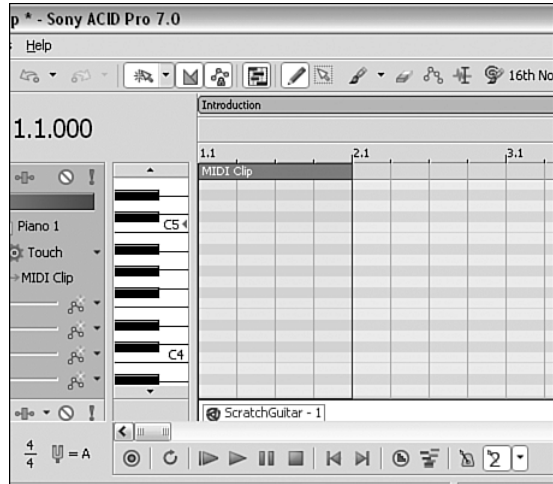 p * - Sony ACID Pro 7.0
Help
16th No
Introduction
1.1.000
1.1 2.1 3.1
MIDI Clip
Piano 1
C5
Touch
MIDI Clip
C4
ScratchGuitar - 1
4
4
= A
2